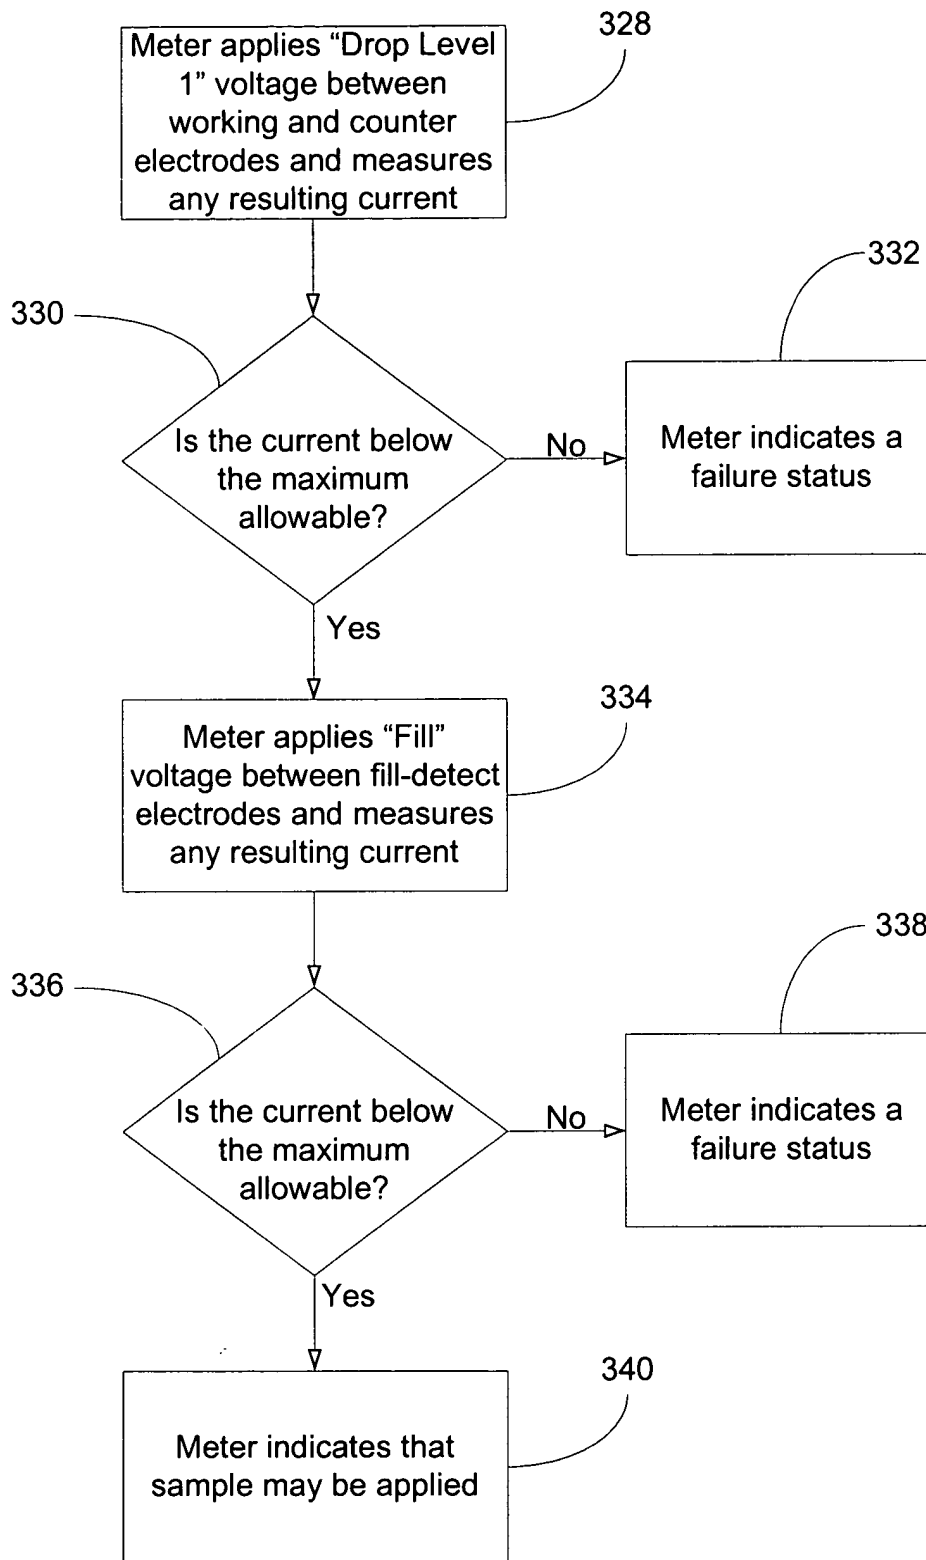 328
Meter applies “Drop Level
1” voltage between
working and counter
electrodes and measures
any resulting current
332
330
Is the current below
the maximum
allowable?
No
Meter indicates a
failure status
Yes
334
Meter applies “Fill”
voltage between fill-detect
electrodes and measures
any resulting current
338
336
Is the current below
the maximum
allowable?
No
Meter indicates a
failure status
Yes
340
Meter indicates that
sample may be applied